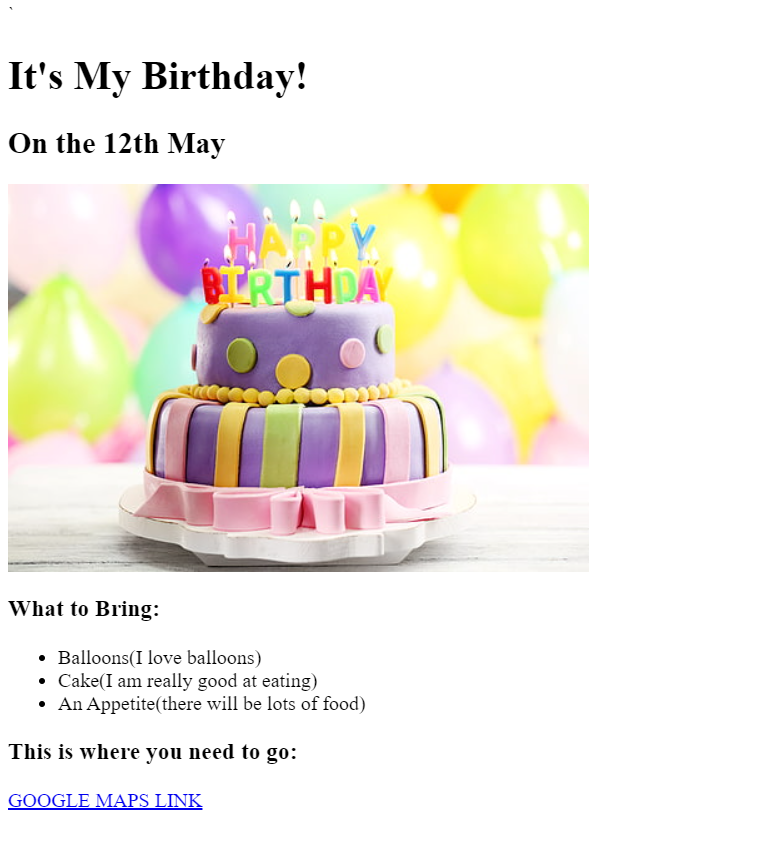 `
It's My Birthday!
On the 12th May
HAPPY
BIRTHDAY
What to Bring:
Balloons(I love balloons)
Cake(I am really good at eating)
An Appetite(there will be lots of food)
This is where you need to go:
GOOGLE MAPS LINK